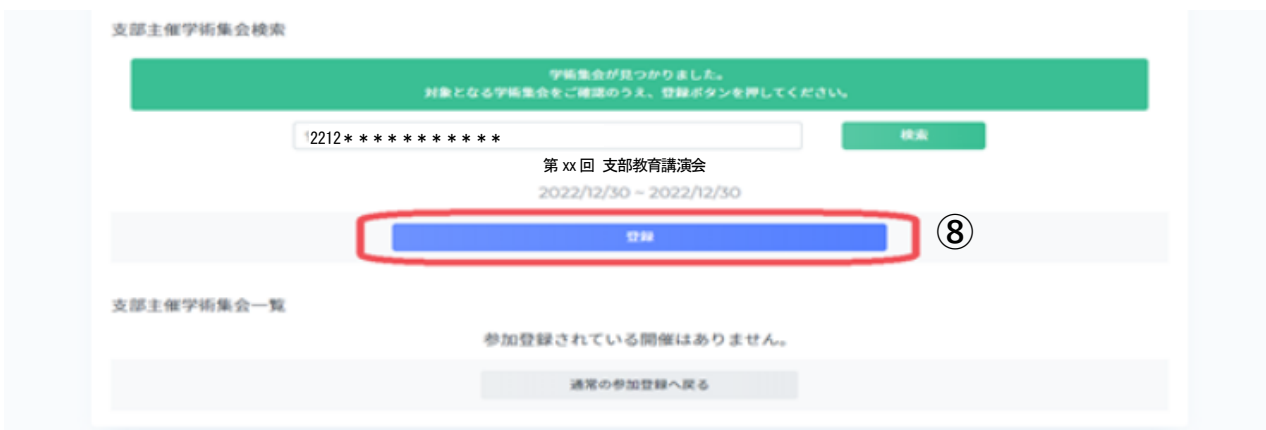 支部主催学術集会検索
学術集会が見つかりました。
対象となる学術集会をご確認のうえ、登録ボタンを押してください。
2212＊＊＊＊＊＊＊＊＊＊＊
検索
第 xx 回 支部教育講演会
2022/12/30 ~ 2022/12/30
登録
⑧
支部主催学術集会一覧
参加登録されている開催はありません。
通常の参加登録へ戻る